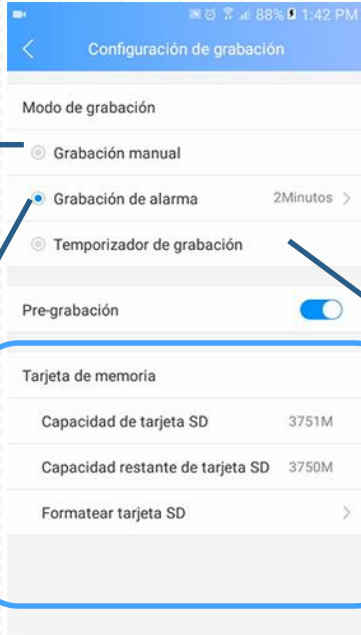 88% 1:42 PM
Configuración de grabación
Modo de grabación
Grabación manual
Grabación de alarma 2Minutos
Temporizador de grabación
Pre-grabación
Tarjeta de memoria
Capacidad de tarjeta SD 3751M
Capacidad restante de tarjeta SD 3750M
Formatear tarjeta SD